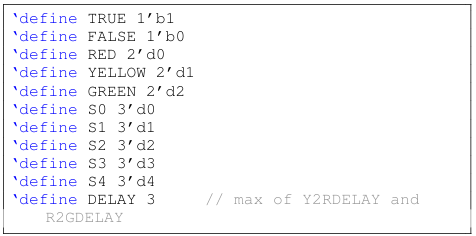 ‘define TRUE 1’b1
‘define FALSE 1’b0
‘define RED 2’d0
‘define YELLOW 2’d1
‘define GREEN 2’d2
‘define S0 3’d0
‘define S1 3’d1
‘define S2 3’d2
‘define S3 3’d3
‘define S4 3’d4
‘define DELAY 3 // max of Y2RDELAY and
R2GDELAY